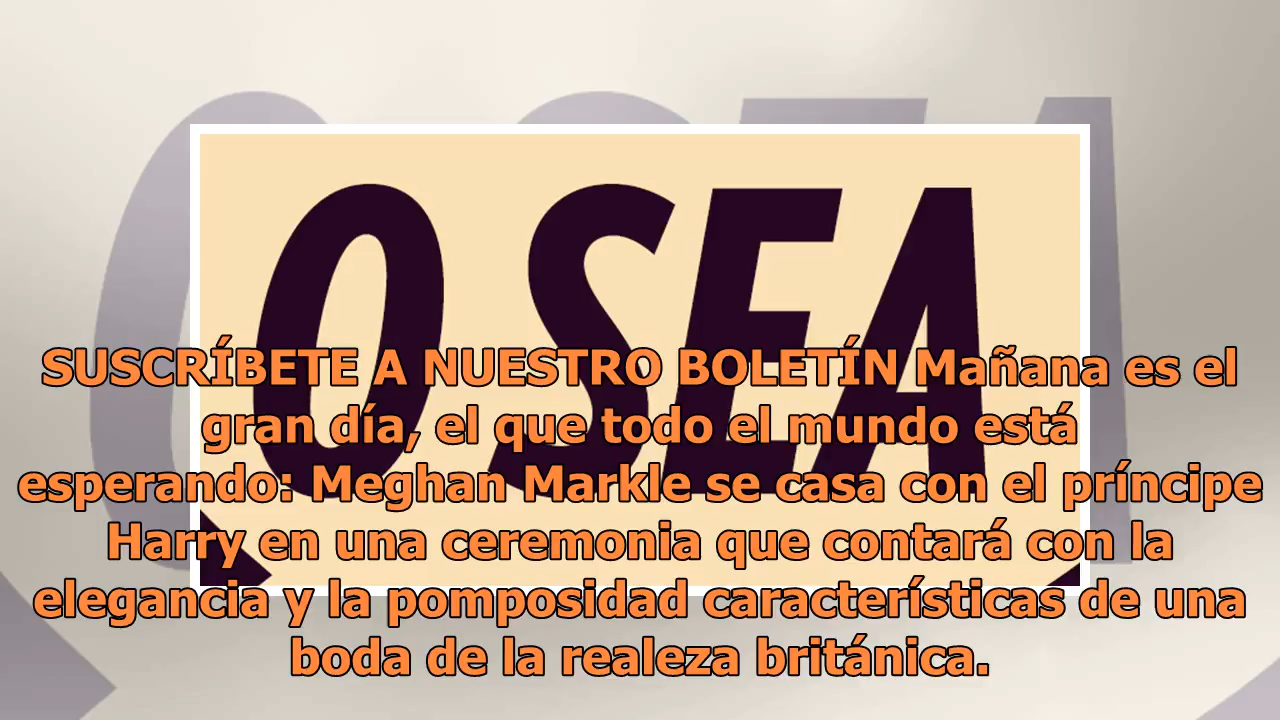 O SEA
SUSCRÍBETE A NUESTRO BOLETÍN Mañana es el
gran día, el que todo el mundo está
esperando: Meghan Markle se casa con el príncipe
Harry en una ceremonia que contará con la
elegancia y la pomposidad características de una
boda de la realeza británica.